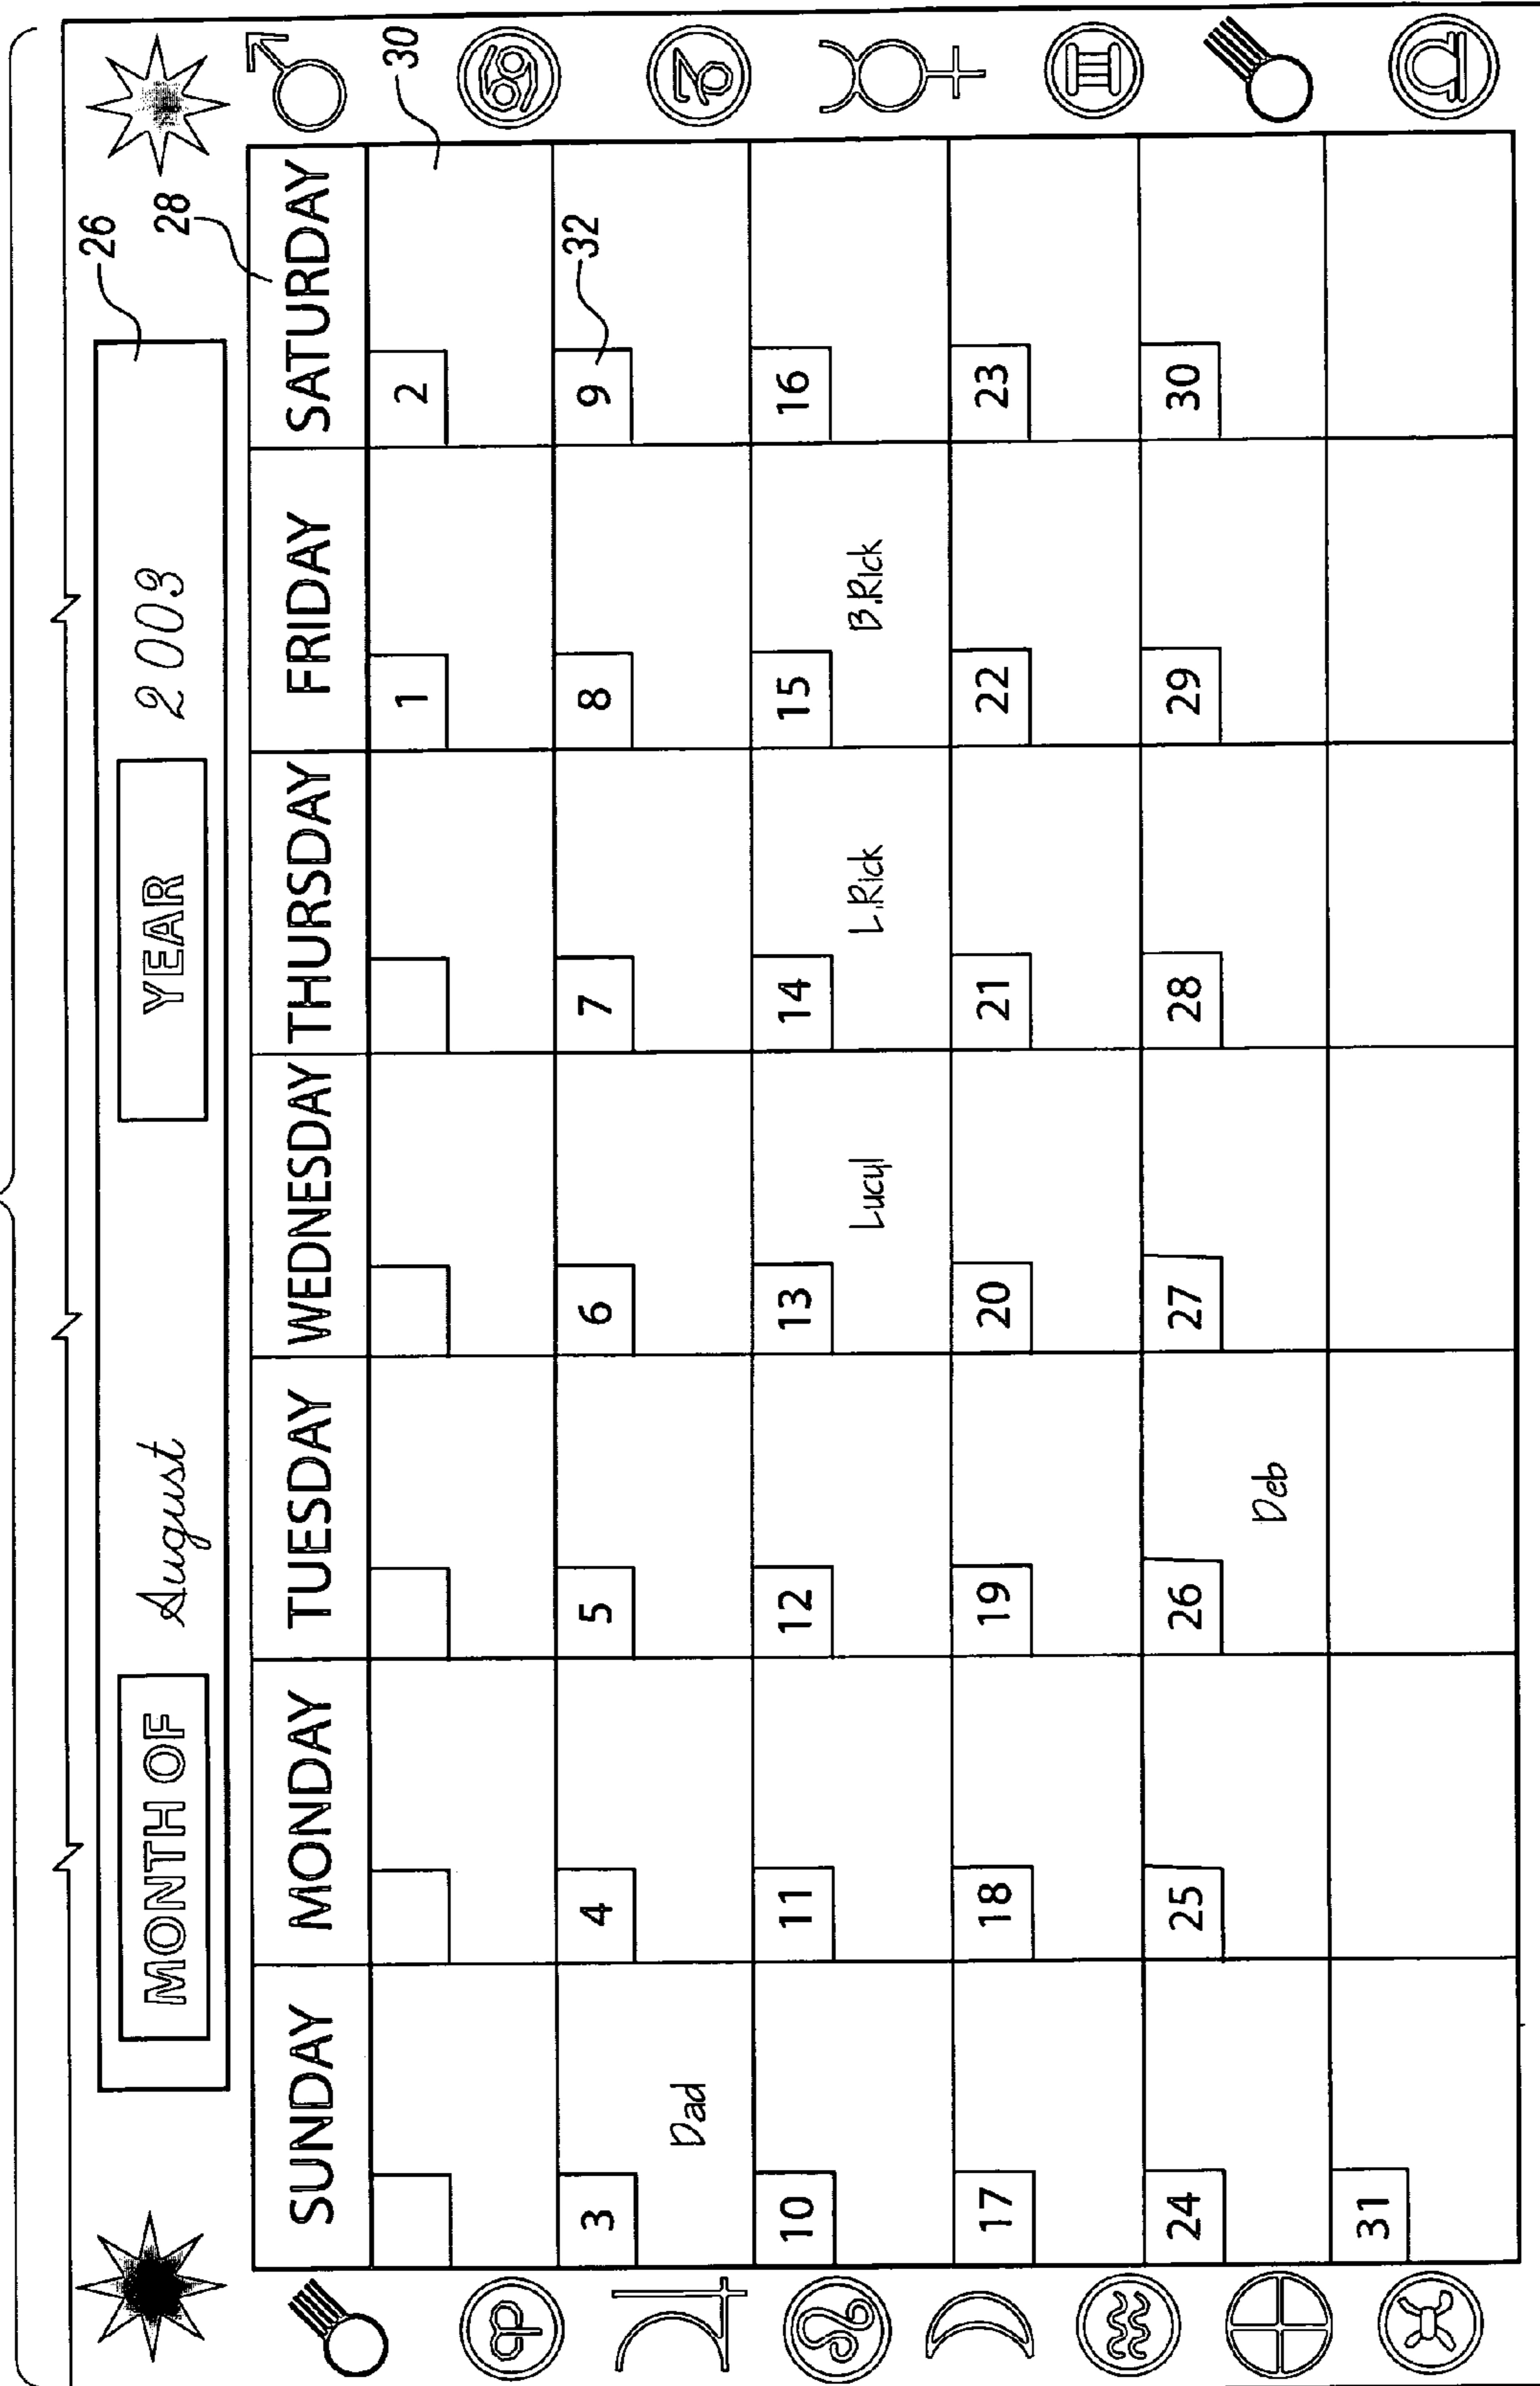 26
28
MONTH OF August YEAR 2003
SUNDAY MONDAY TUESDAY WEDNESDAY THURSDAY FRIDAY SATURDAY
30
1 2
3 4 5 6 7 8 9
32
Dad
10 11 12 13 14 15 16
Lucyl L.Rick B.Rick
17 18 19 20 21 22 23
24 25 26 27 28 29 30
Deb
31